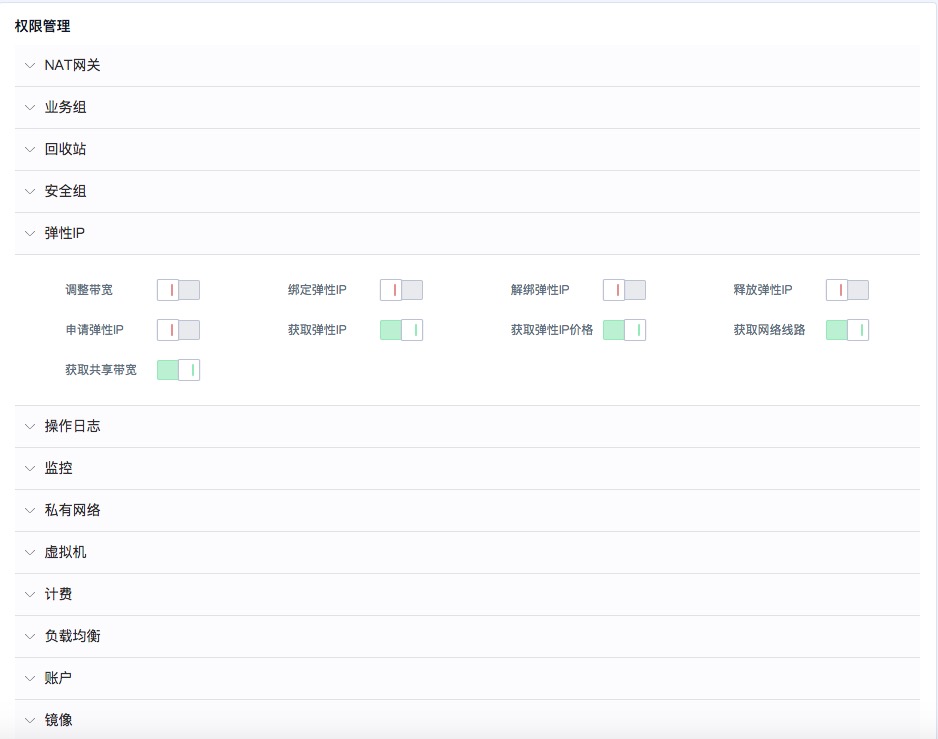 权限管理
NAT网关
业务组
回收站
安全组
弹性IP
调整带宽 绑定弹性IP 解绑弹性IP 释放弹性IP
申请弹性IP 获取弹性IP 获取弹性IP价格 获取网络线路
获取共享带宽
操作日志
监控
私有网络
虚拟机
计费
负载均衡
账户
镜像